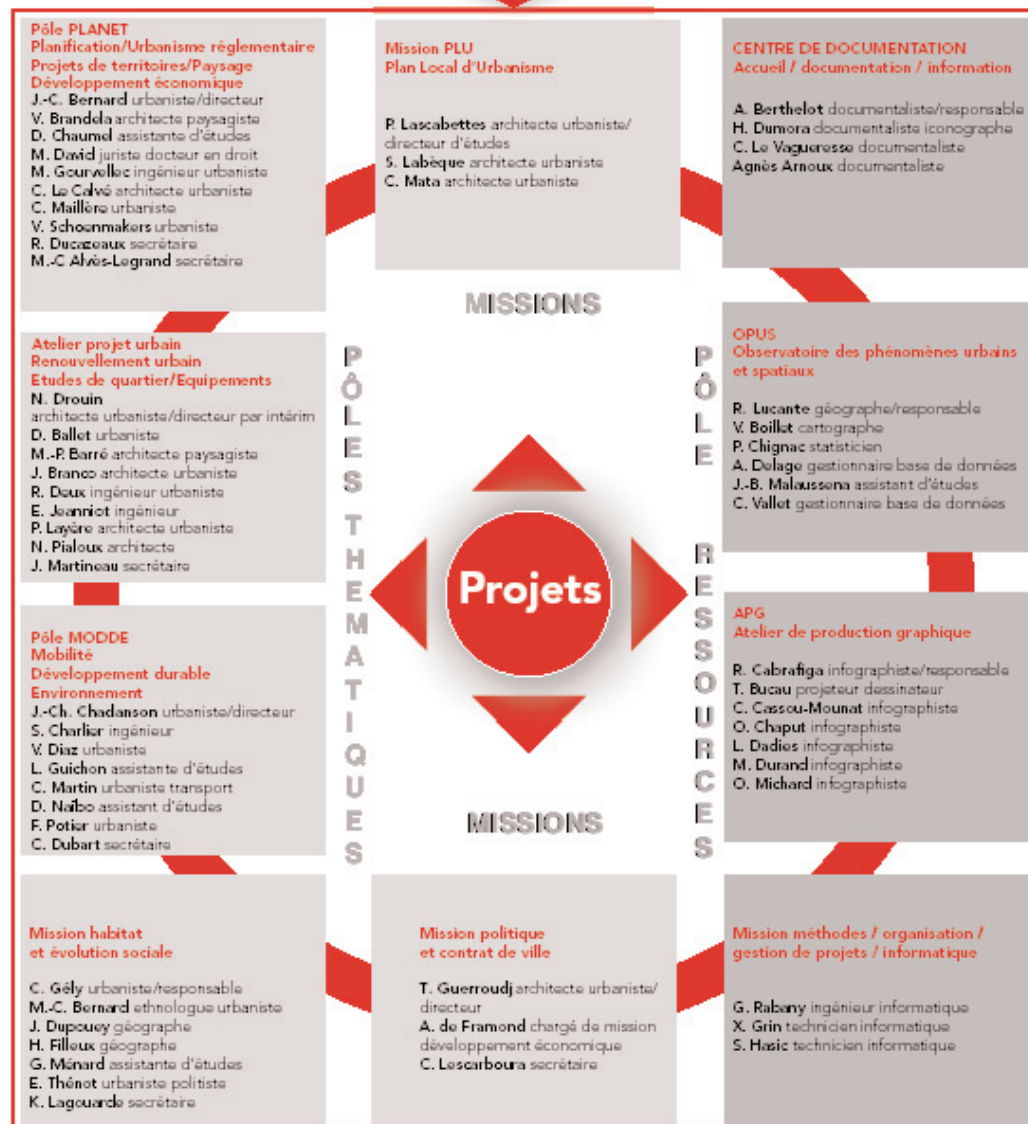 Pôle PLANET
Planification/Urbanisme réglementaire
Projets de territoires/Paysage
Développement économique
J.-C. Bernard urbaniste/directeur
V. Brandela architecte paysagiste
D. Chaumel assistante d'études
M. David juriste docteur en droit
M. Gourvellec ingénieur urbaniste
C. Le Calvé architecte urbaniste
C. Maillère urbaniste
V. Schoenmakers urbaniste
R. Ducazeaux secrétaire
M.-C Alvès-Legrand secrétaire
Mission PLU
Plan Local d'Urbanisme
P. Lascabettes architecte urbaniste/
directeur d'études
S. Labèque architecte urbaniste
C. Mata architecte urbaniste
CENTRE DE DOCUMENTATION
Accueil / documentation / information
A. Berthelot documentaliste/responsable
H. Dumora documentaliste iconographe
C. Le Vagueresse documentaliste
Agnès Arnoux documentaliste
MISSIONS
Atelier projet urbain
Renouvellement urbain
Etudes de quartier/Equipements
N. Drouin
architecte urbaniste/directeur par intérim
D. Ballet urbaniste
M.-P. Barré architecte paysagiste
J. Branco architecte urbaniste
R. Deux ingénieur urbaniste
E. Jeanniot ingénieur
P. Layère architecte urbaniste
N. Pialoux architecte
J. Martineau secrétaire
PÔLES THEMATIQUES
Projets
PÔLE RESSOURCES
OPUS
Observatoire des phénomènes urbains
et spatiaux
R. Lucante géographe/responsable
V. Boillet cartographe
P. Chignac statisticien
A. Delage gestionnaire base de données
J.-B. Malaussena assistant d'études
C. Vallet gestionnaire base de données
Pôle MODDE
Mobilité
Développement durable
Environnement
J.-Ch. Chadanson urbaniste/directeur
S. Charlier ingénieur
V. Diaz urbaniste
L. Guichon assistante d'études
C. Martin urbaniste transport
D. Naïbo assistant d'études
F. Potier urbaniste
C. Dubart secrétaire
APG
Atelier de production graphique
R. Cabrafiga infographiste/responsable
T. Bucau projeteur dessinateur
C. Cassou-Mounat infographiste
O. Chaput infographiste
L. Dadies infographiste
M. Durand infographiste
O. Michard infographiste
MISSIONS
Mission habitat
et évolution sociale
C. Gély urbaniste/responsable
M.-C. Bernard ethnologue urbaniste
J. Dupouey géographe
H. Filleux géographe
G. Ménard assistante d'études
E. Thénot urbaniste politiste
K. Lagouarde secrétaire
Mission politique
et contrat de ville
T. Guerroudj architecte urbaniste/
directeur
A. de Framond chargé de mission
développement économique
C. Lescarboura secrétaire
Mission méthodes / organisation /
gestion de projets / informatique
G. Rabany ingénieur informatique
X. Grin technicien informatique
S. Hasic technicien informatique